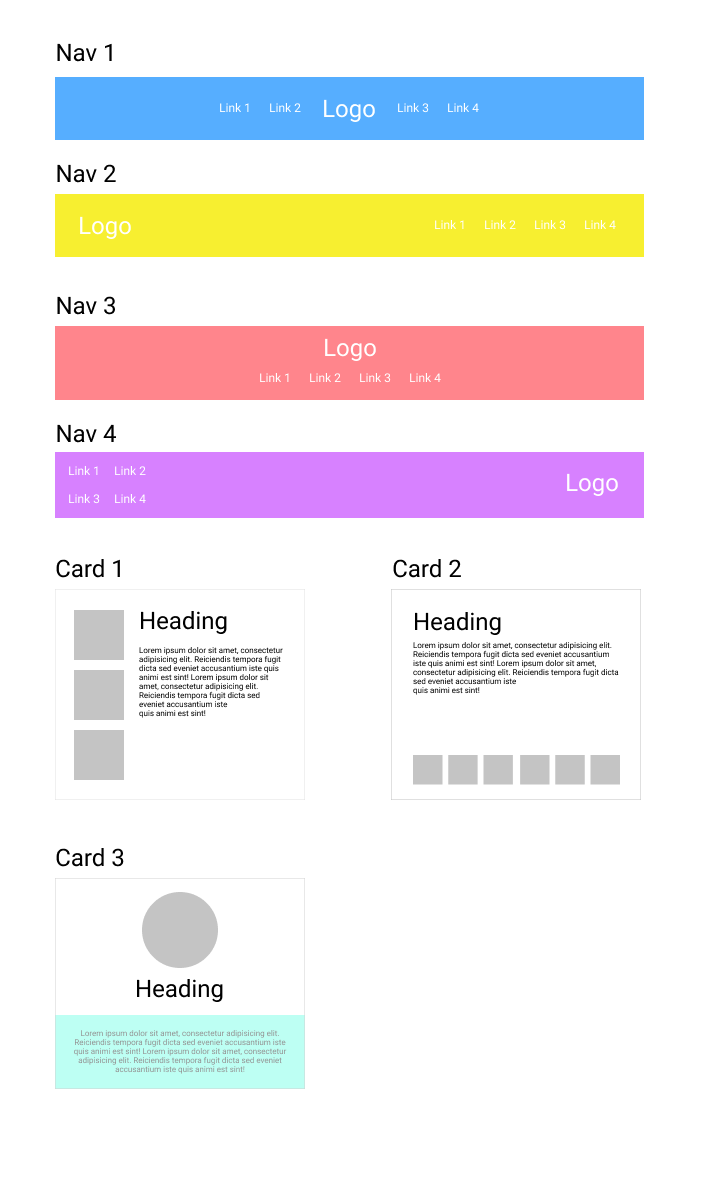 Nav 1
Link 1 Link 2 Logo Link 3 Link 4
Nav 2
Logo Link 1 Link 2 Link 3 Link 4
Nav 3
Logo
Link 1 Link 2 Link 3 Link 4
Nav 4
Link 1 Link 2
Link 3 Link 4
Logo
Card 1
Heading
Lorem ipsum dolor sit amet, consectetur
adipisicing elit. Reiciendis tempora fugit
dicta sed eveniet accusantium iste quis
animi est sint! Lorem ipsum dolor sit
amet, consectetur adipisicing elit.
Reiciendis tempora fugit dicta sed
eveniet accusantium iste
quis animi est sint!
Card 2
Heading
Lorem ipsum dolor sit amet, consectetur adipisicing elit.
Reiciendis tempora fugit dicta sed eveniet accusantium
iste quis animi est sint! Lorem ipsum dolor sit amet,
consectetur adipisicing elit. Reiciendis tempora fugit dicta
sed eveniet accusantium iste
quis animi est sint!
Card 3
Heading
Lorem ipsum dolor sit amet, consectetur adipisicing elit.
Reiciendis tempora fugit dicta sed eveniet accusantium iste
quis animi est sint! Lorem ipsum dolor sit amet, consectetur
adipisicing elit. Reiciendis tempora fugit dicta sed eveniet
accusantium iste quis animi est sint!